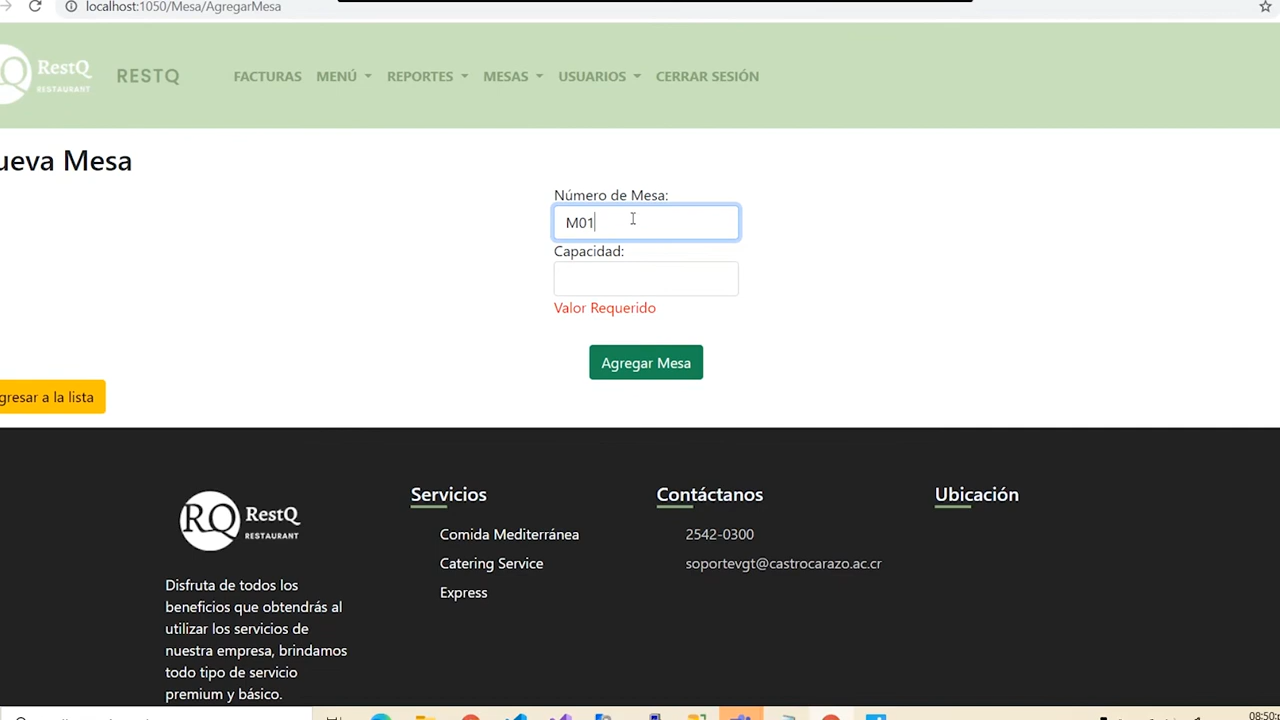 localhost:1050/Mesa/AgregarMesa
RestQ
RESTAURANT
RESTQ
FACTURAS
MENÚ
REPORTES
MESAS
USUARIOS
CERRAR SESIÓN
ueva Mesa
Número de Mesa:
M01
Capacidad:
Valor Requerido
Agregar Mesa
gresar a la lista
RQ RestQ
RESTAURANT
Disfruta de todos los
beneficios que obtendrás al
utilizar los servicios de
nuestra empresa, brindamos
todo tipo de servicio
premium y básico.
Servicios
Comida Mediterránea
Catering Service
Express
Contáctanos
2542-0300
soportevgt@castrocarazo.ac.cr
Ubicación